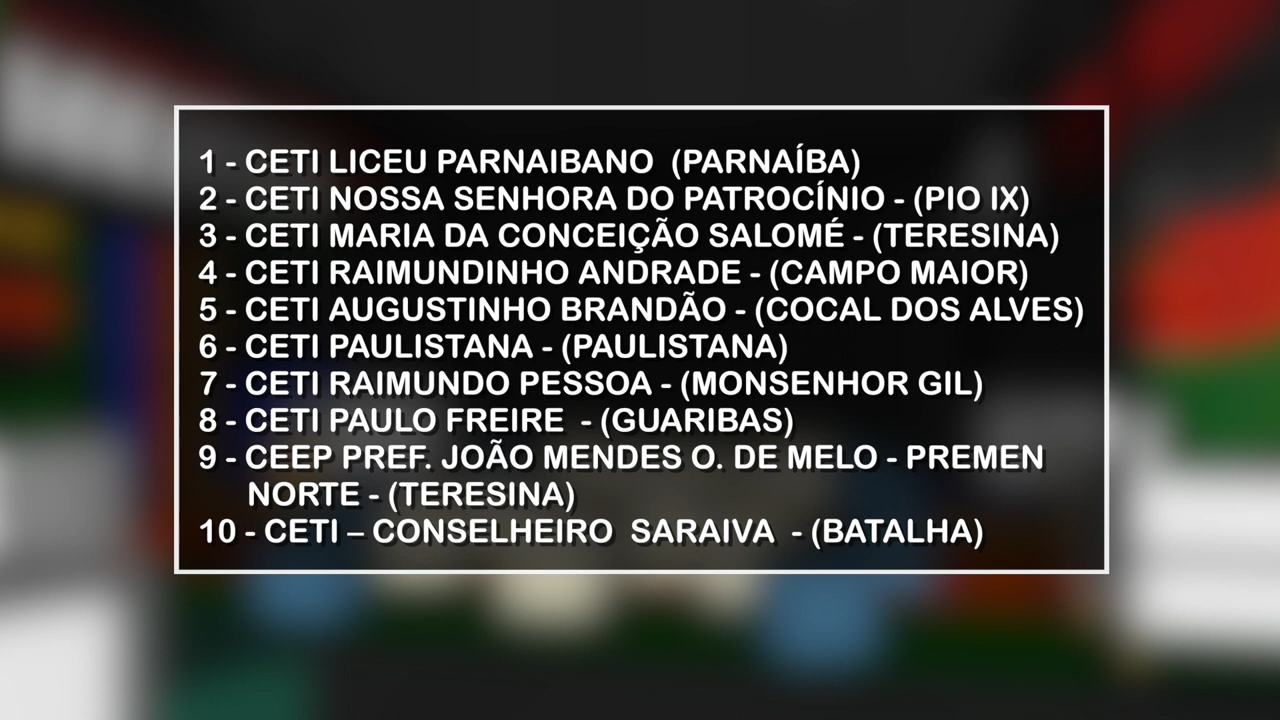 1 - CETI LICEU PARNAIBANO (PARNAÍBA)
2 - CETI NOSSA SENHORA DO PATROCÍNIO - (PIO IX)
3 - CETI MARIA DA CONCEIÇÃO SALOMÉ - (TERESINA)
4 - CETI RAIMUNDINHO ANDRADE - (CAMPO MAIOR)
5 - CETI AUGUSTINHO BRANDÃO - (COCAL DOS ALVES)
6 - CETI PAULISTANA - (PAULISTANA)
7 - CETI RAIMUNDO PESSOA - (MONSENHOR GIL)
8 - CETI PAULO FREIRE - (GUARIBAS)
9 - CEEP PREF. JOÃO MENDES O. DE MELO - PREMEN
NORTE - (TERESINA)
10 - CETI – CONSELHEIRO SARAIVA - (BATALHA)